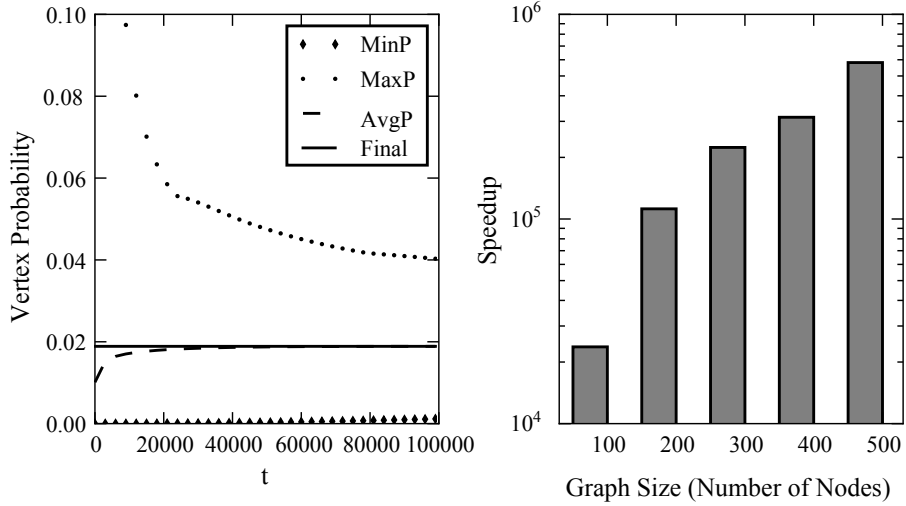 0.10
0.08
0.06
0.04
0.02
0.00
Vertex Probability
0
20000
40000
60000
80000
100000
t
MinP
MaxP
AvgP
Final
10^6
10^5
10^4
Speedup
100
200
300
400
500
Graph Size (Number of Nodes)